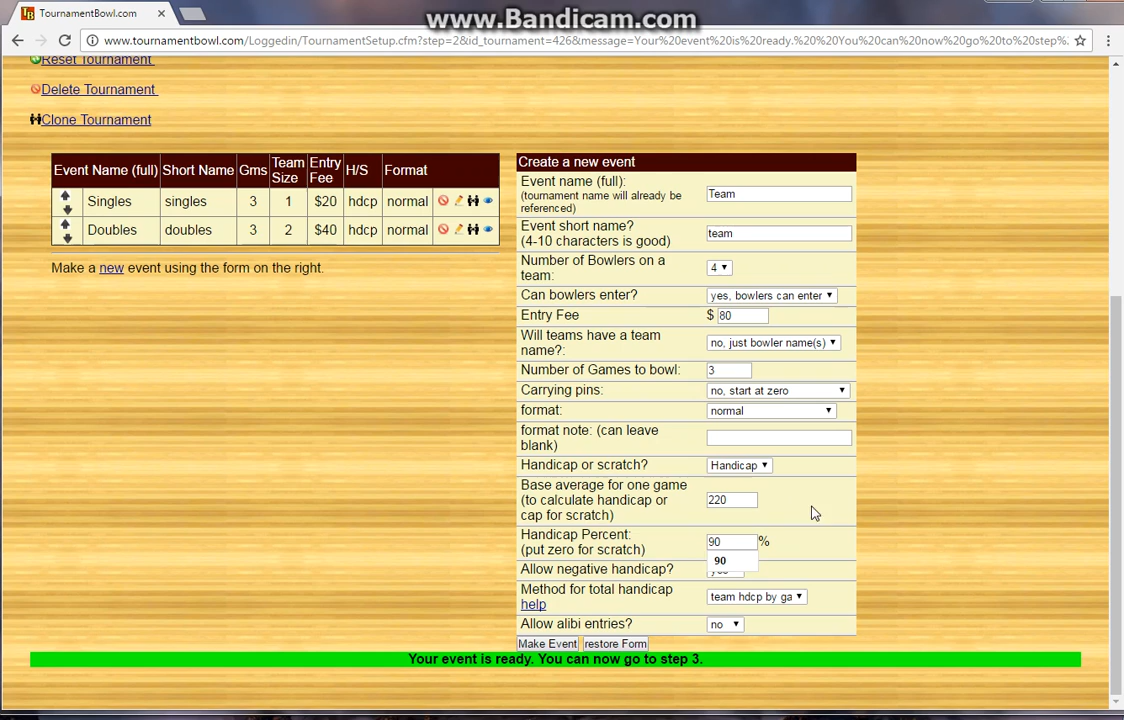 www.Bandicam.com
TournamentBowl.com
www.tournamentbowl.com/Loggedin/TournamentSetup.cfm?step=2&id_tournament=426&message=Your%20event%20is%20ready.%20%20You%20can%20now%20go%20to%20step%
Reset Tournament
Delete Tournament
Clone Tournament
Event Name (full) Short Name Gms Team Size Entry Fee H/S Format
Singles singles 3 1 $20 hdcp normal
Doubles doubles 3 2 $40 hdcp normal
Make a new event using the form on the right.
Create a new event
Event name (full):
(tournament name will already be
referenced)
Team
Event short name?
(4-10 characters is good)
team
Number of Bowlers on a
team:
4
Can bowlers enter? yes, bowlers can enter
Entry Fee $ 80
Will teams have a team
name?:
no, just bowler name(s)
Number of Games to bowl: 3
Carrying pins: no, start at zero
format: normal
format note: (can leave
blank)
Handicap or scratch? Handicap
Base average for one game
(to calculate handicap or
cap for scratch)
220
Handicap Percent:
(put zero for scratch)
90 %
90
Allow negative handicap? yes
Method for total handicap
help
team hdcp by ga
Allow alibi entries? no
Make Event restore Form
Your event is ready. You can now go to step 3.